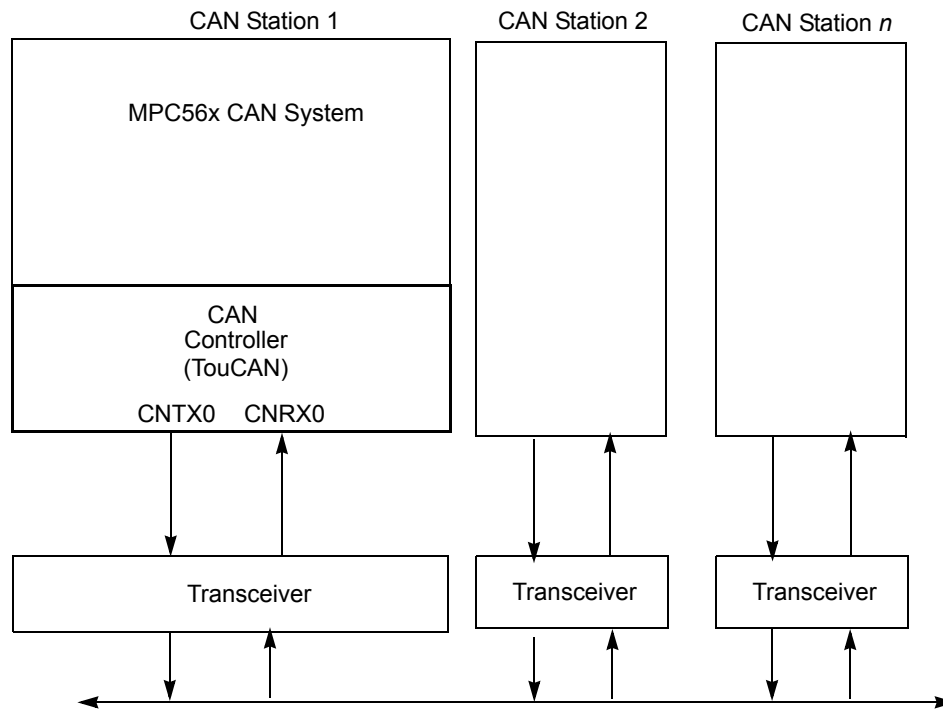 CAN Station 1
CAN Station 2
CAN Station n
MPC56x CAN System
CAN
Controller
(TouCAN)
CNTX0 CNRX0
Transceiver
Transceiver
Transceiver